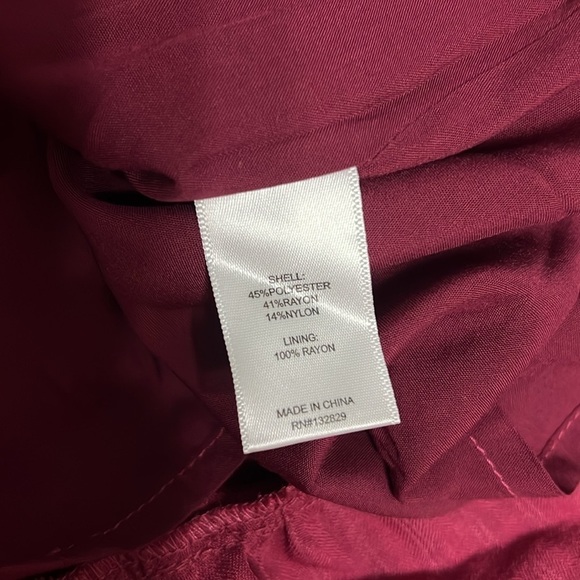 SHELL:
45%POLYESTER
41%RAYON
14%NYLON
LINING:
100% RAYON
MADE IN CHINA
RN#132829